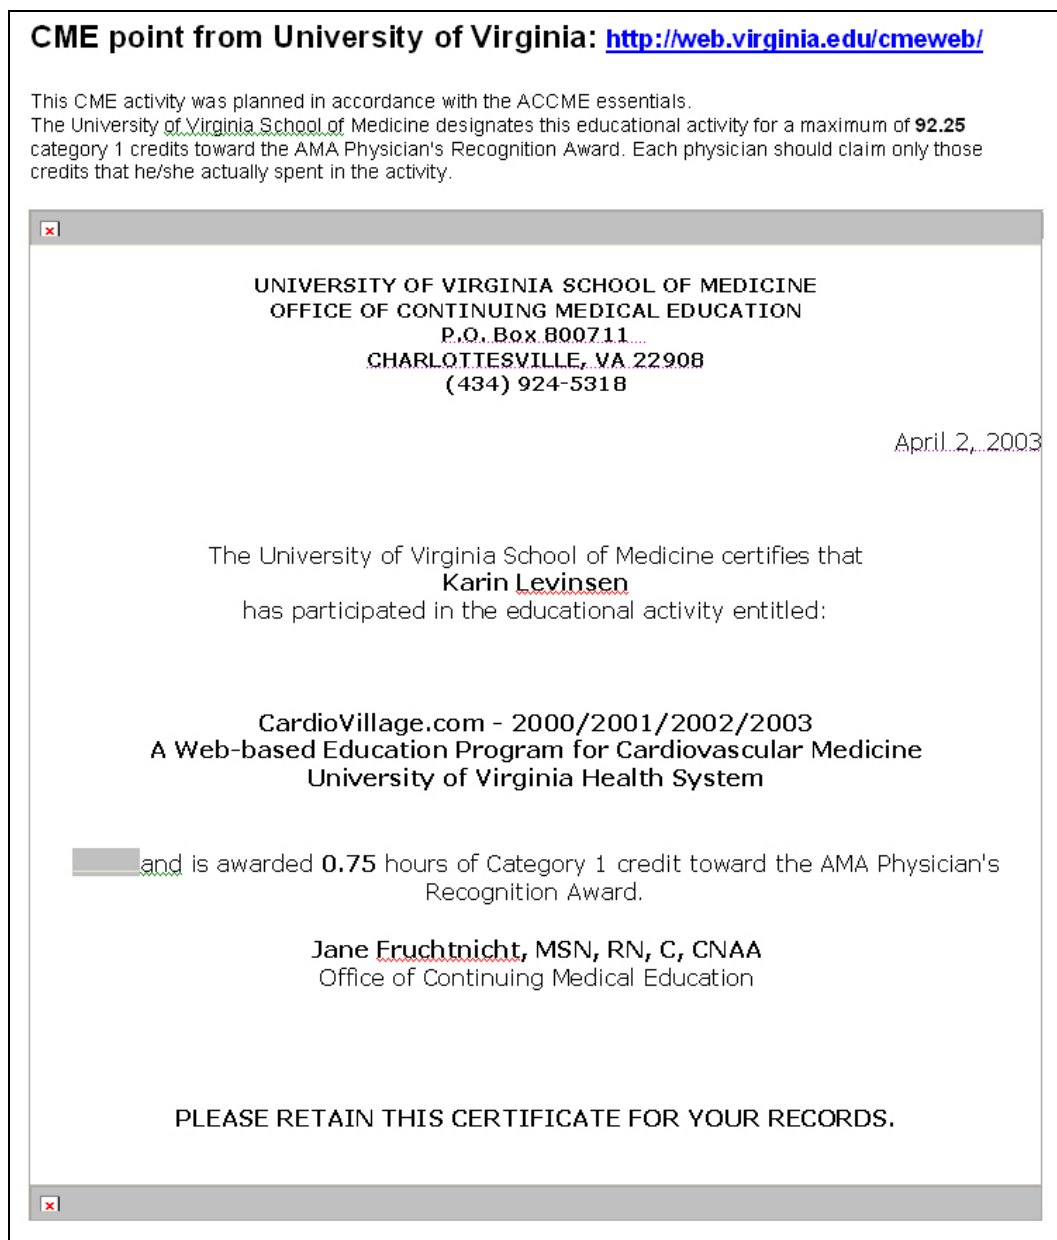 CME point from University of Virginia: http://web.virginia.edu/cmeweb/
This CME activity was planned in accordance with the ACCME essentials.
The University of Virginia School of Medicine designates this educational activity for a maximum of 92.25
category 1 credits toward the AMA Physician's Recognition Award. Each physician should claim only those
credits that he/she actually spent in the activity.
UNIVERSITY OF VIRGINIA SCHOOL OF MEDICINE
OFFICE OF CONTINUING MEDICAL EDUCATION
P.O. Box 800711
CHARLOTTESVILLE, VA 22908
(434) 924-5318
April 2, 2003
The University of Virginia School of Medicine certifies that
Karin Levinsen
has participated in the educational activity entitled:
CardioVillage.com - 2000/2001/2002/2003
A Web-based Education Program for Cardiovascular Medicine
University of Virginia Health System
and is awarded 0.75 hours of Category 1 credit toward the AMA Physician's
Recognition Award.
Jane Fruchtnicht, MSN, RN, C, CNAA
Office of Continuing Medical Education
PLEASE RETAIN THIS CERTIFICATE FOR YOUR RECORDS.